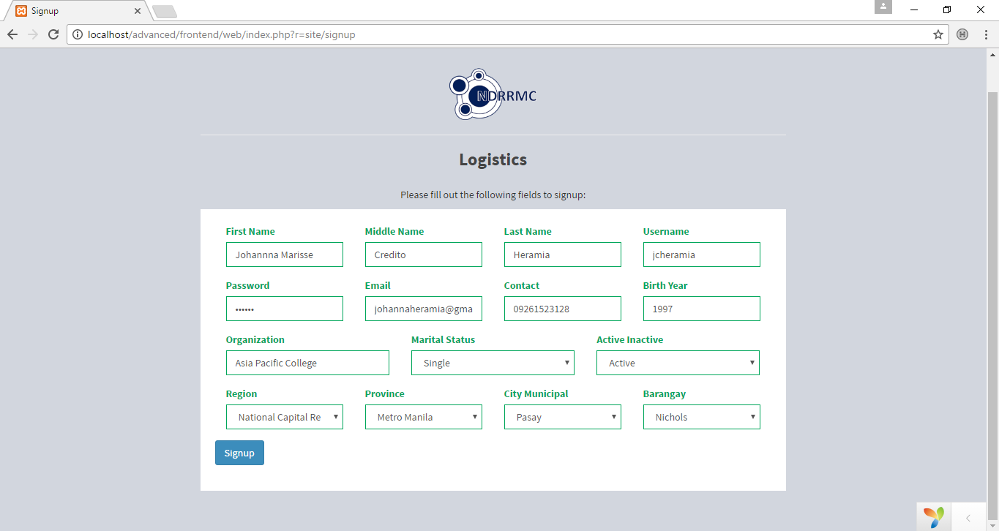 Signup
localhost/advanced/frontend/web/index.php?r=site/signup
NDRRMC
Logistics
Please fill out the following fields to signup:
First Name Middle Name Last Name Username
Johannna Marisse Credito Heramia jcheramia
Password Email Contact Birth Year
•••••• johannaheramia@gma 09261523128 1997
Organization Marital Status Active Inactive
Asia Pacific College Single Active
Region Province City Municipal Barangay
National Capital Re Metro Manila Pasay Nichols
Signup